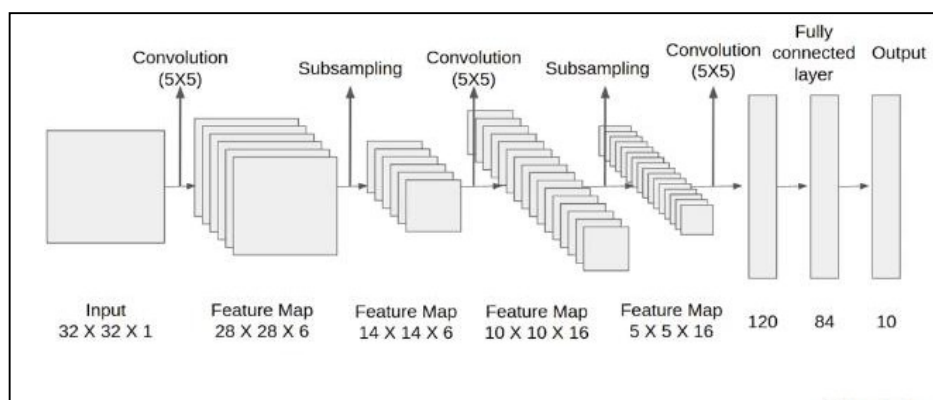 Convolution
(5X5)
Subsampling
Convolution
(5X5)
Subsampling
Convolution
(5X5)
Fully
connected
layer
Output
Input
32 X 32 X 1
Feature Map
28 X 28 X 6
Feature Map
14 X 14 X 6
Feature Map
10 X 10 X 16
Feature Map
5 X 5 X 16
120
84
10